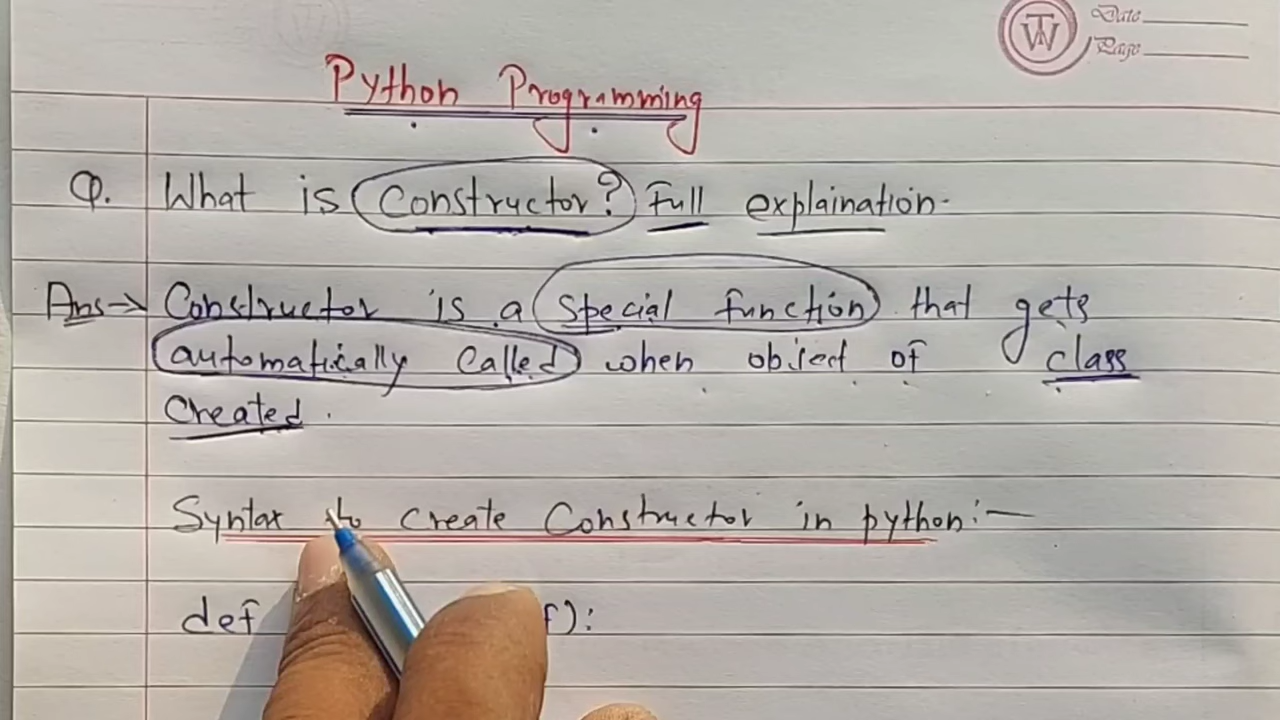 Date
Page
Python Programming
Q. What is Constructor? Full explaination.
Ans→ Constructor is a special function that gets
automatically called when object of class
created.
Syntax to create Constructor in python:-
def f):